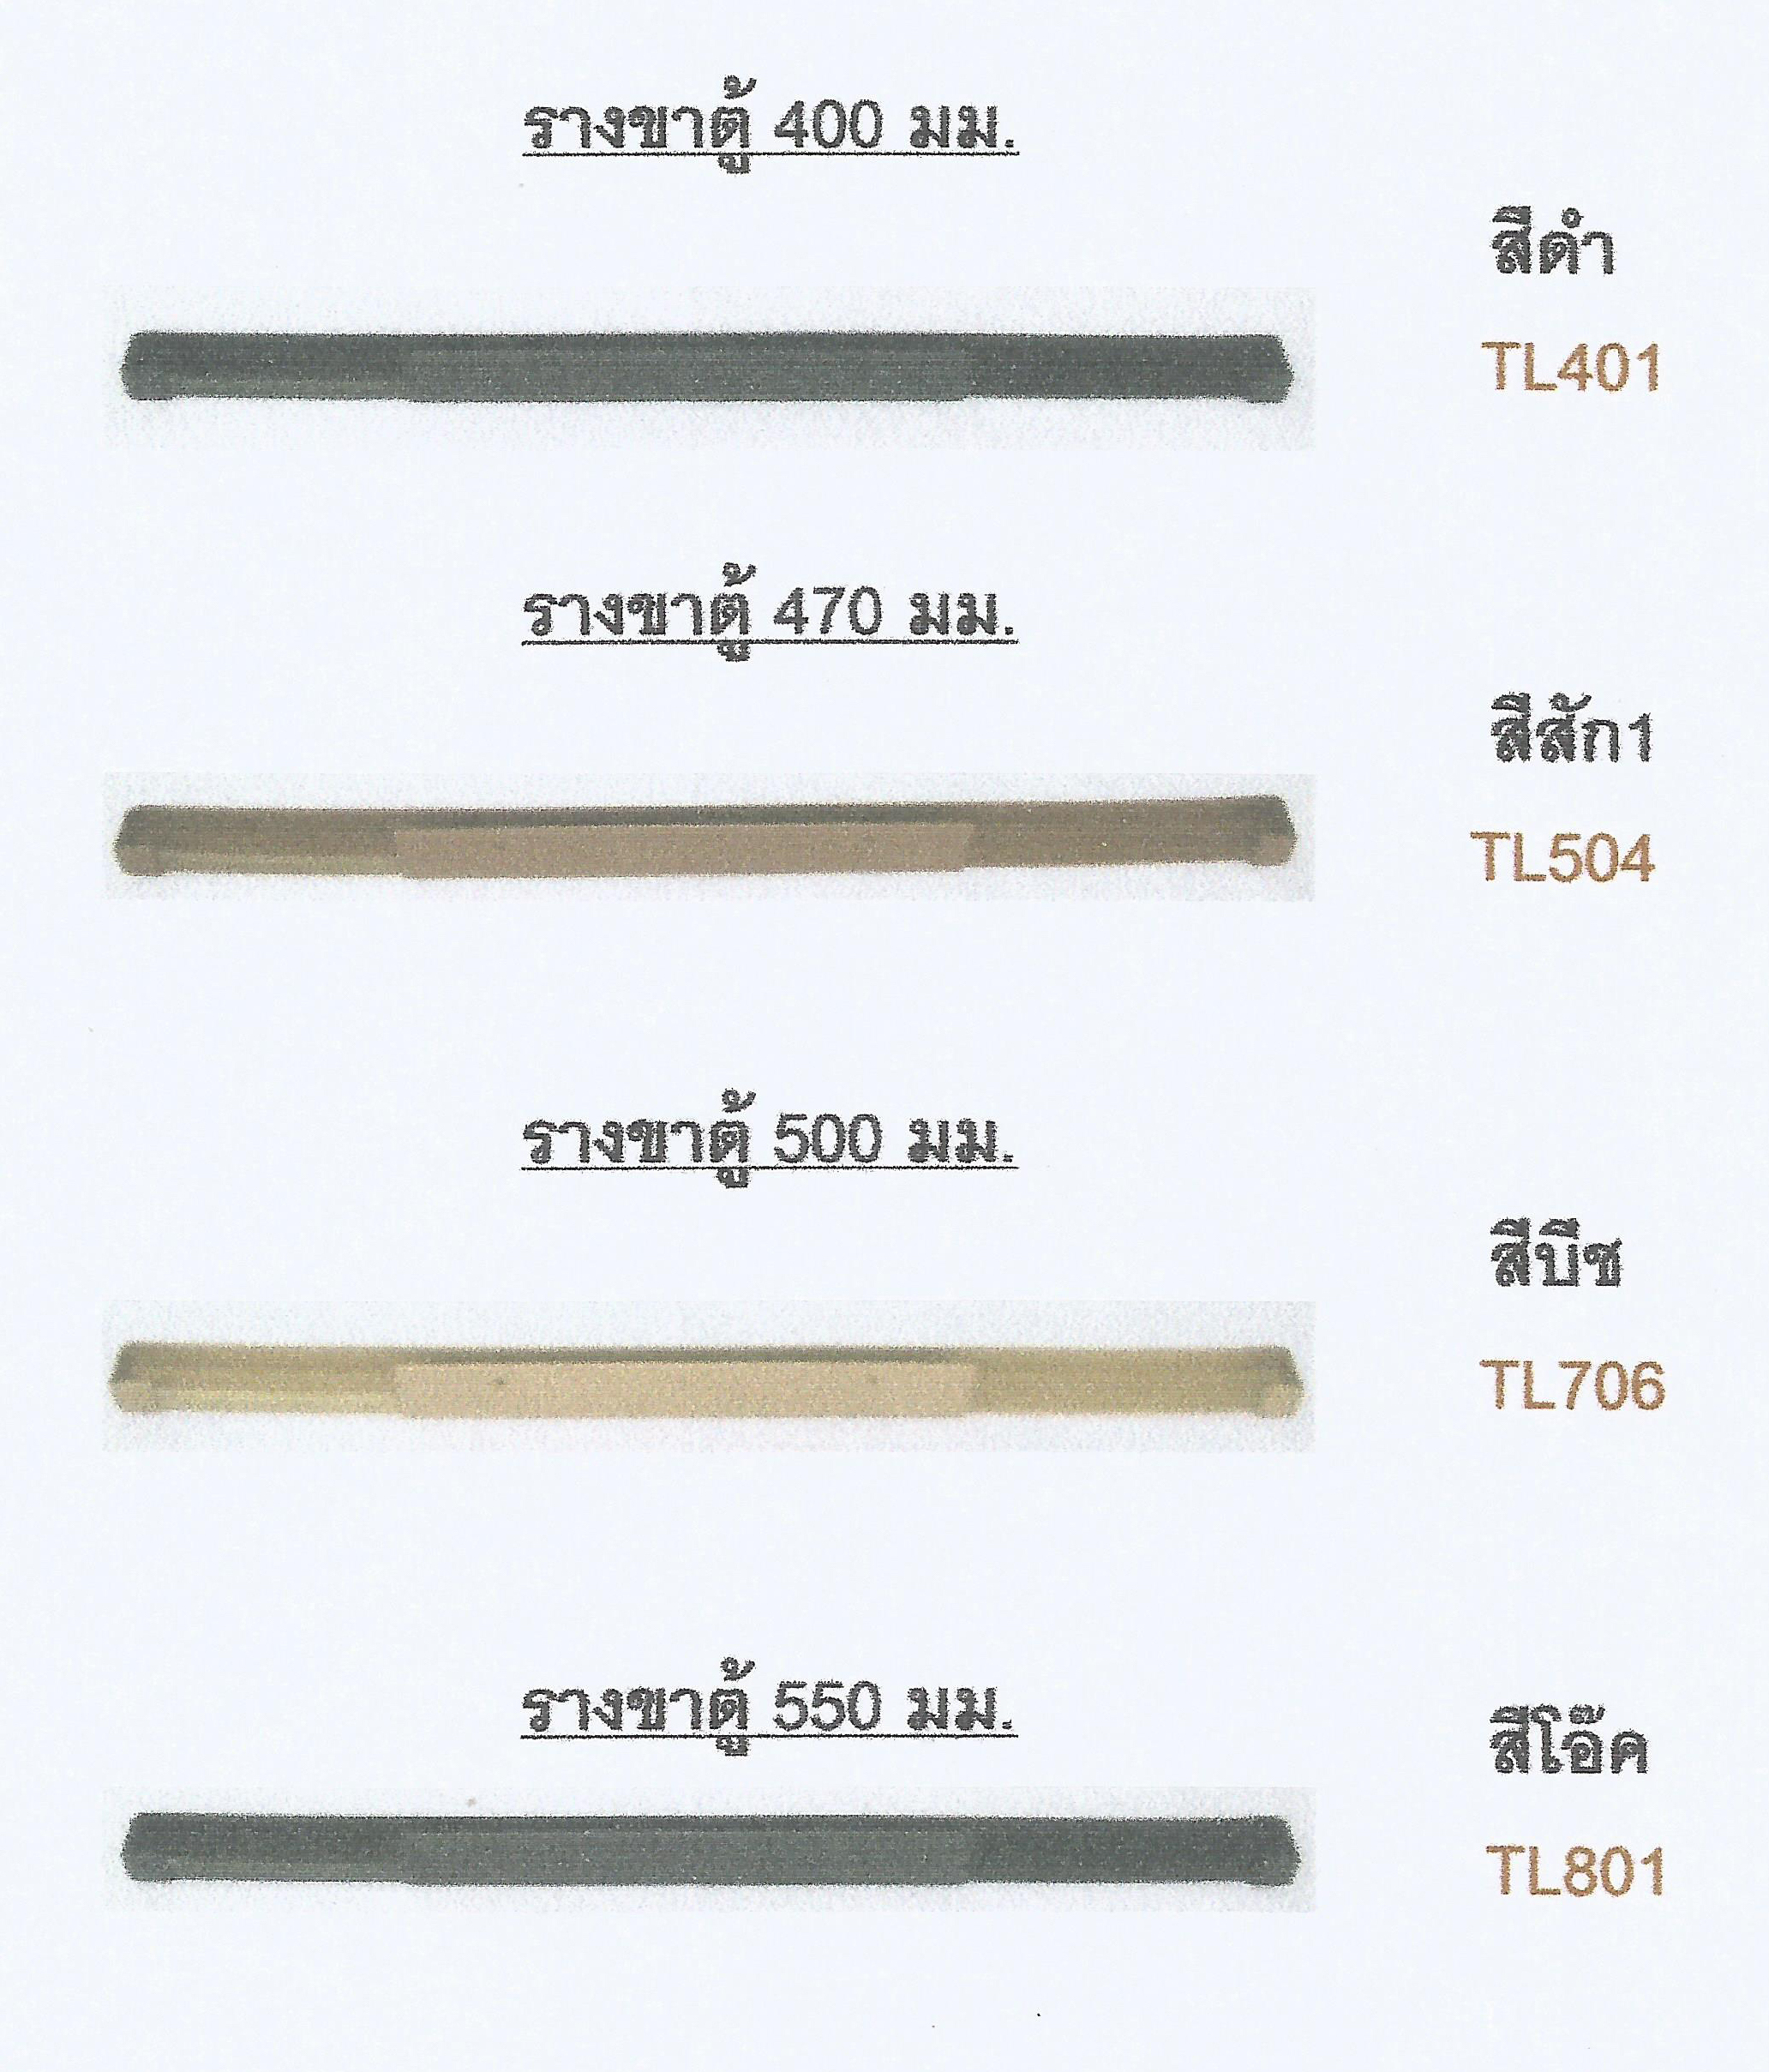 รางขาตู้ 400 มม.
สีดำ
TL401
รางขาตู้ 470 มม.
สีสัก1
TL504
รางขาตู้ 500 มม.
สีบีช
TL706
รางขาตู้ 550 มม.
สีโอ๊ค
TL801